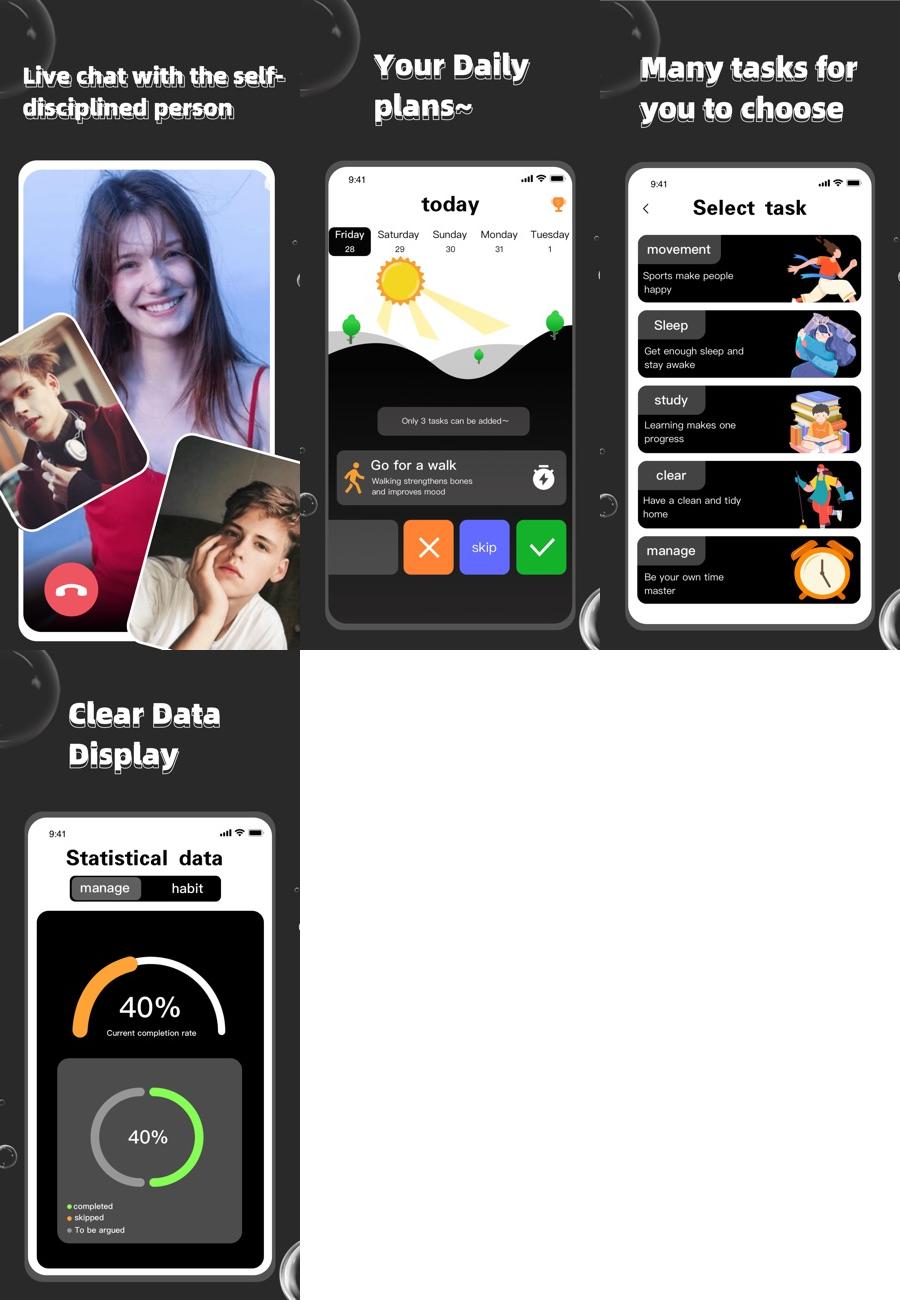 Live chat with the self-
disciplined person
Your Daily
plans~
9:41
today
Friday Saturday Sunday Monday Tuesday
28 29 30 31 1
Only 3 tasks can be added~
Go for a walk
Walking strengthens bones
and improves mood
skip
Many tasks for
you to choose
9:41
Select task
movement
Sports make people
happy
Sleep
Get enough sleep and
stay awake
study
Learning makes one
progress
clear
Have a clean and tidy
home
manage
Be your own time
master
Clear Data
Display
9:41
Statistical data
manage habit
40%
Current completion rate
40%
completed
skipped
To be argued